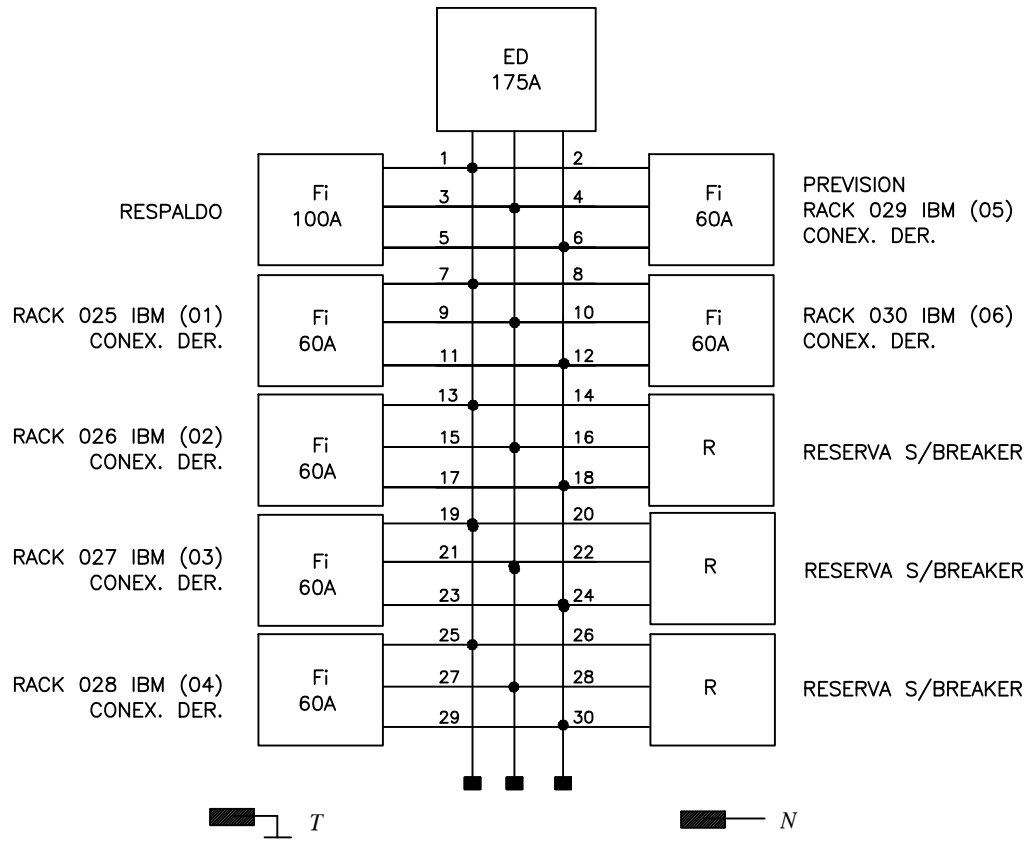 ED
175A
1
2
3
4
5
6
RESPALDO
Fi
100A
Fi
60A
PREVISION
RACK 029 IBM (05)
CONEX. DER.
7
8
9
10
11
12
RACK 025 IBM (01)
CONEX. DER.
Fi
60A
Fi
60A
RACK 030 IBM (06)
CONEX. DER.
13
14
15
16
17
18
RACK 026 IBM (02)
CONEX. DER.
Fi
60A
R
RESERVA S/BREAKER
19
20
21
22
23
24
RACK 027 IBM (03)
CONEX. DER.
Fi
60A
R
RESERVA S/BREAKER
25
26
27
28
29
30
RACK 028 IBM (04)
CONEX. DER.
Fi
60A
R
RESERVA S/BREAKER
T
N